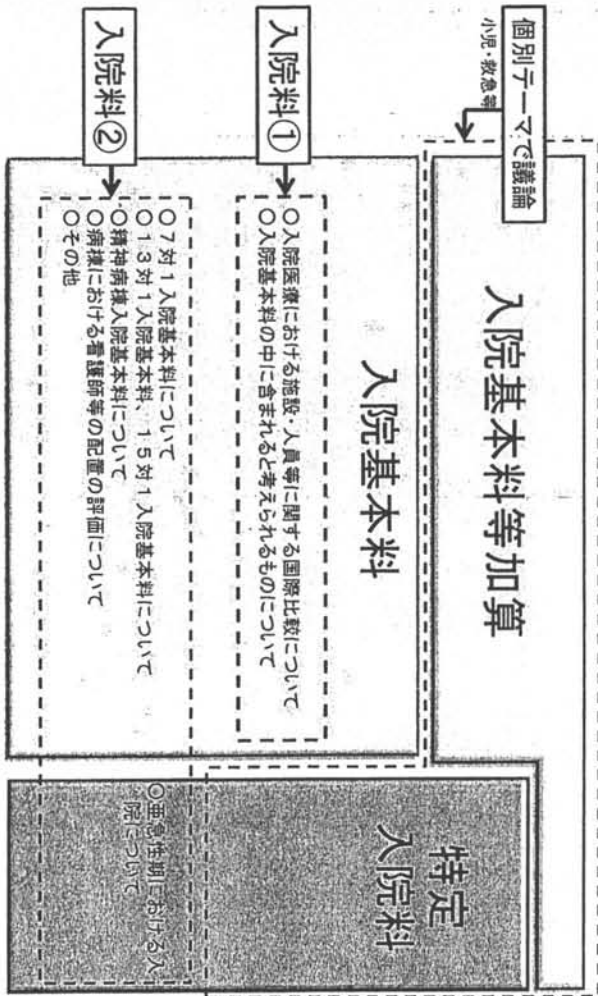 個別テーマで議論
小児・救急等
入院基本料等加算
入院基本料
特定
入院料
入院料①
○入院医療における施設・人員等に関する国際比較について
○入院基本料の中に含まれると考えられるものについて
入院料②
○7対1入院基本料について
○13対1入院基本料、15対1入院基本料について
○精神病棟入院基本料について
○病棟における看護師等の配置の評価について
○その他
○亜急性期における入
院について